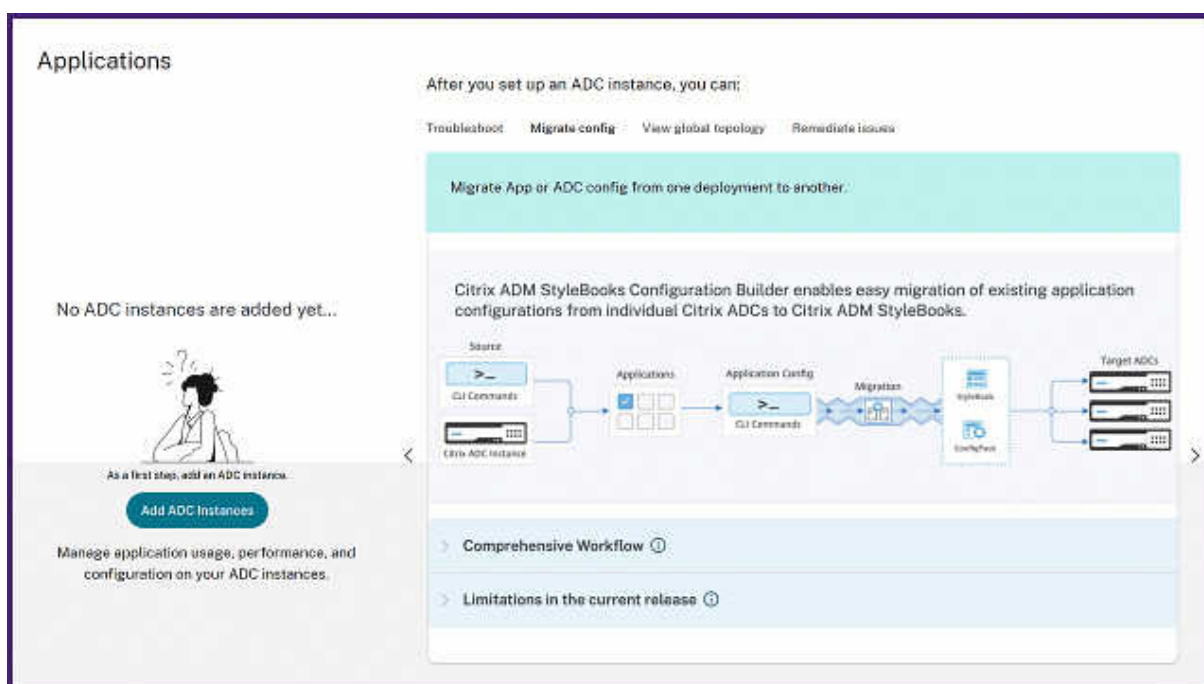 Applications
After you set up an ADC instance, you can:
Troubleshoot Migrate config View global topology Remediate issues
Migrate App or ADC config from one deployment to another.
No ADC instances are added yet...
As a first step, add an ADC instance.
Add ADC Instances
Manage application usage, performance, and
configuration on your ADC instances.
Citrix ADM StyleBooks Configuration Builder enables easy migration of existing application
configurations from individual Citrix ADCs to Citrix ADM StyleBooks.
Source
>_
CLI Commands
Citrix ADC Instance
Applications
Application Config
>_
CLI Commands
Migration
StyleBook
ConfigPack
Target ADCs
Comprehensive Workflow
Limitations in the current release